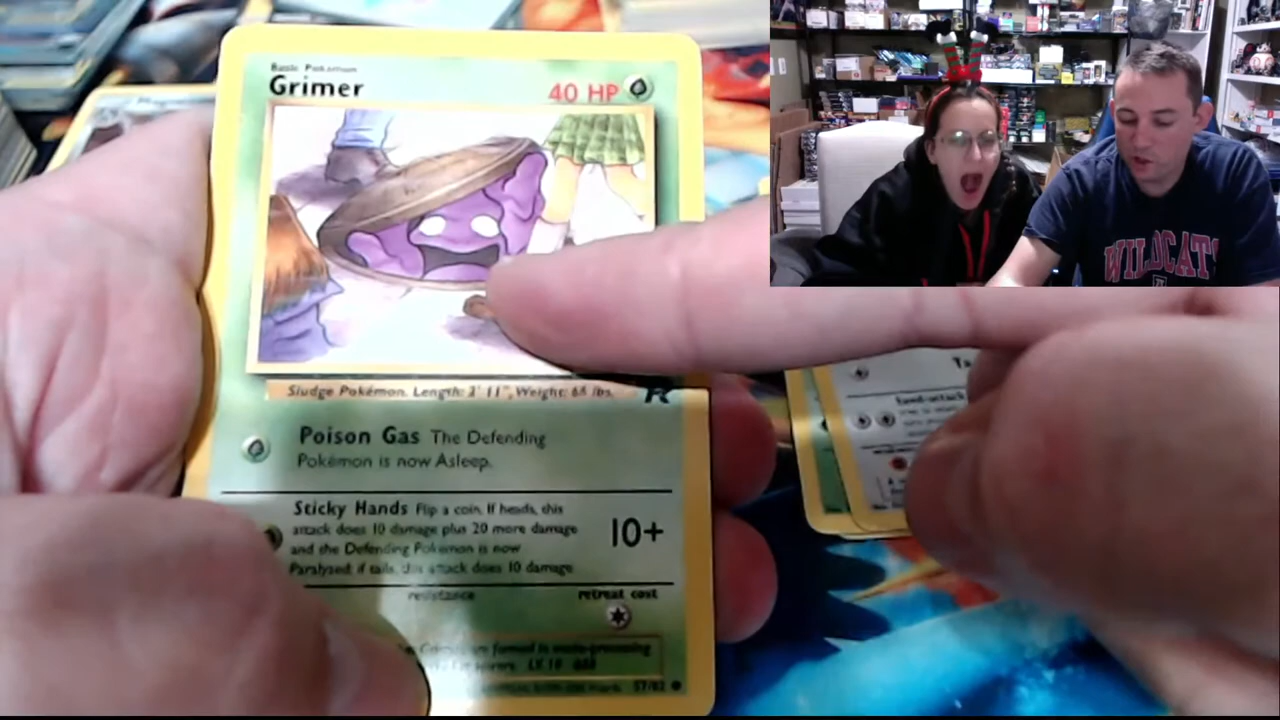 Basic Pokémon
Grimer
40 HP
Sludge Pokémon. Length: 2' 11", Weight: 66 lbs.
R
Poison Gas The Defending
Pokémon is now Asleep.
Sticky Hands Flip a coin. If heads, this
attack does 10 damage plus 20 more damage
and the Defending Pokémon is now
Paralyzed; if tails, this attack does 10 damage.
10+
resistance
retreat cost
57/82
WILDCATS